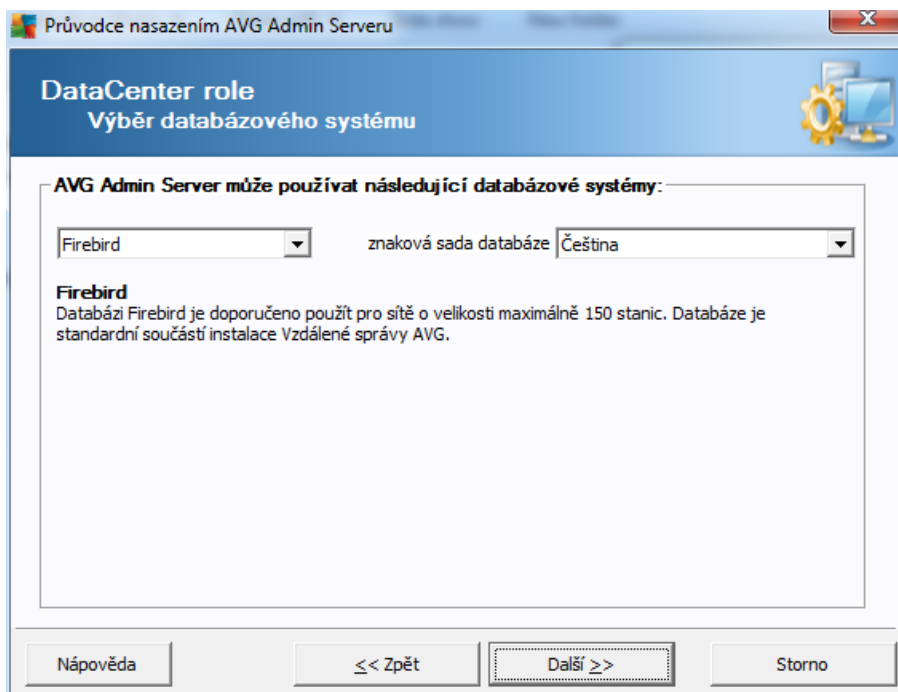 Průvodce nasazením AVG Admin Serveru
DataCenter role
Výběr databázového systému
AVG Admin Server může používat následující databázové systémy:
Firebird
znaková sada databáze
Čeština
Firebird
Databázi Firebird je doporučeno použít pro sítě o velikosti maximálně 150 stanic. Databáze je
standardní součástí instalace Vzdálené správy AVG.
Nápověda
<< Zpět
Další >>
Storno